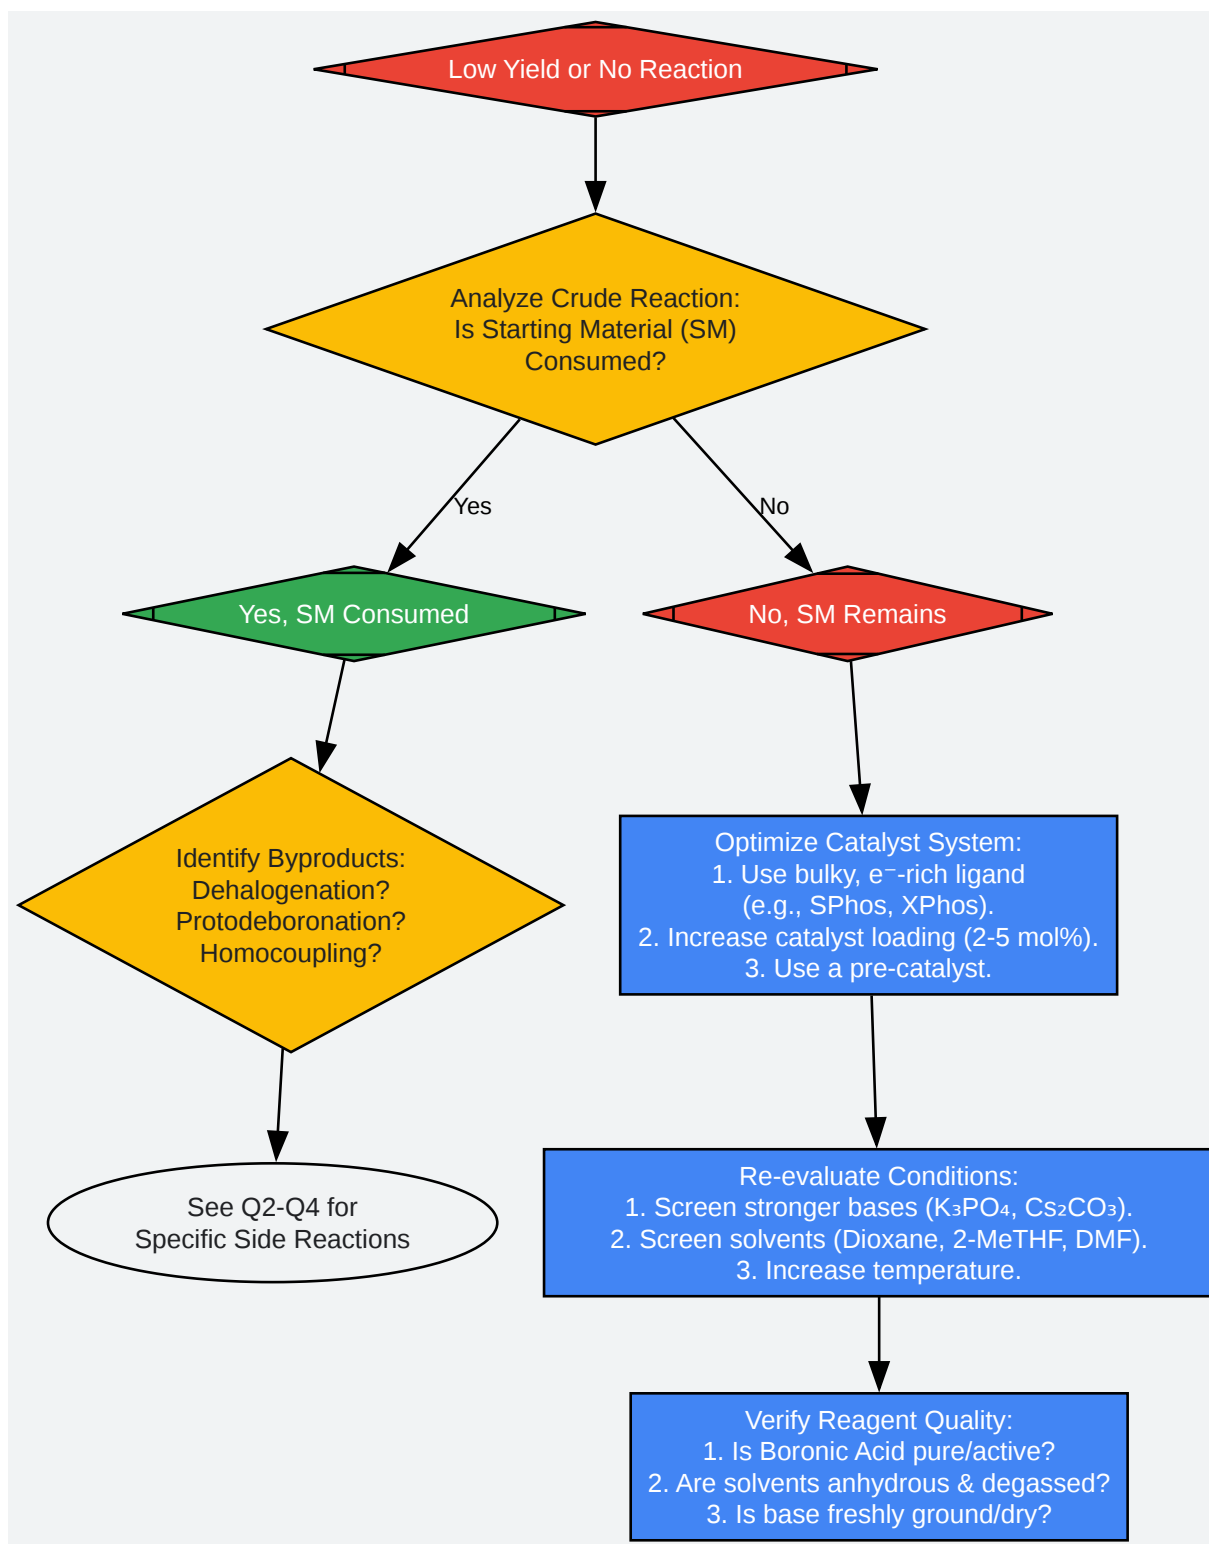 Low Yield or No Reaction
Analyze Crude Reaction:
Is Starting Material (SM)
Consumed?
Yes
No
Yes, SM Consumed
No, SM Remains
Identify Byproducts:
Dehalogenation?
Protodeboronation?
Homocoupling?
Optimize Catalyst System:
1. Use bulky, e⁻-rich ligand
(e.g., SPhos, XPhos).
2. Increase catalyst loading (2-5 mol%).
3. Use a pre-catalyst.
See Q2-Q4 for
Specific Side Reactions
Re-evaluate Conditions:
1. Screen stronger bases (K₃PO₄, Cs₂CO₃).
2. Screen solvents (Dioxane, 2-MeTHF, DMF).
3. Increase temperature.
Verify Reagent Quality:
1. Is Boronic Acid pure/active?
2. Are solvents anhydrous & degassed?
3. Is base freshly ground/dry?